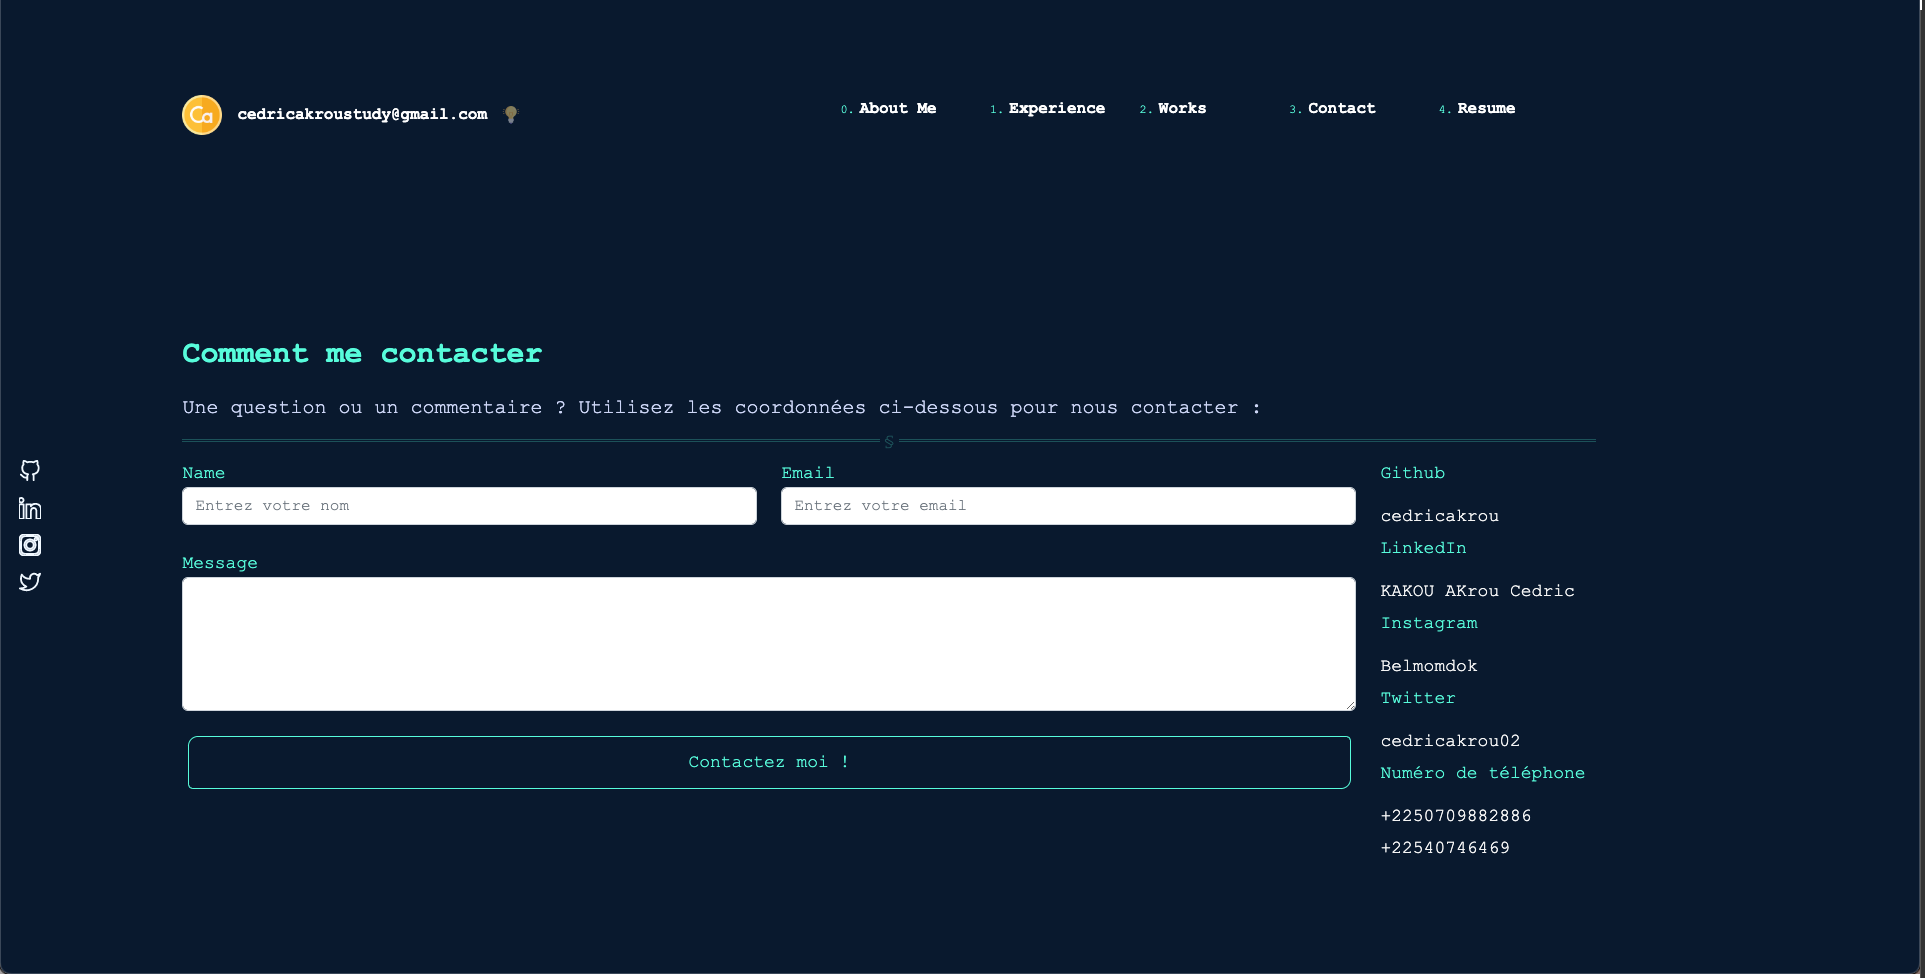 Ca cedricakroustudy@gmail.com
0. About Me 1. Experience 2. Works 3. Contact 4. Resume
Comment me contacter
Une question ou un commentaire ? Utilisez les coordonnées ci-dessous pour nous contacter :
§
Name
Entrez votre nom
Email
Entrez votre email
Message
Contactez moi !
Github
cedricakrou
LinkedIn
KAKOU AKrou Cedric
Instagram
Belmomdok
Twitter
cedricakrou02
Numéro de téléphone
+2250709882886
+22540746469